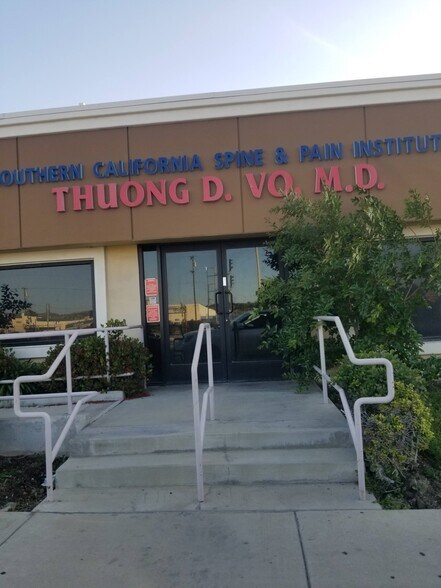 OUTHERN CALIFORNIA SPINE & PAIN INSTITUT
THUONG D. VO, M.D.